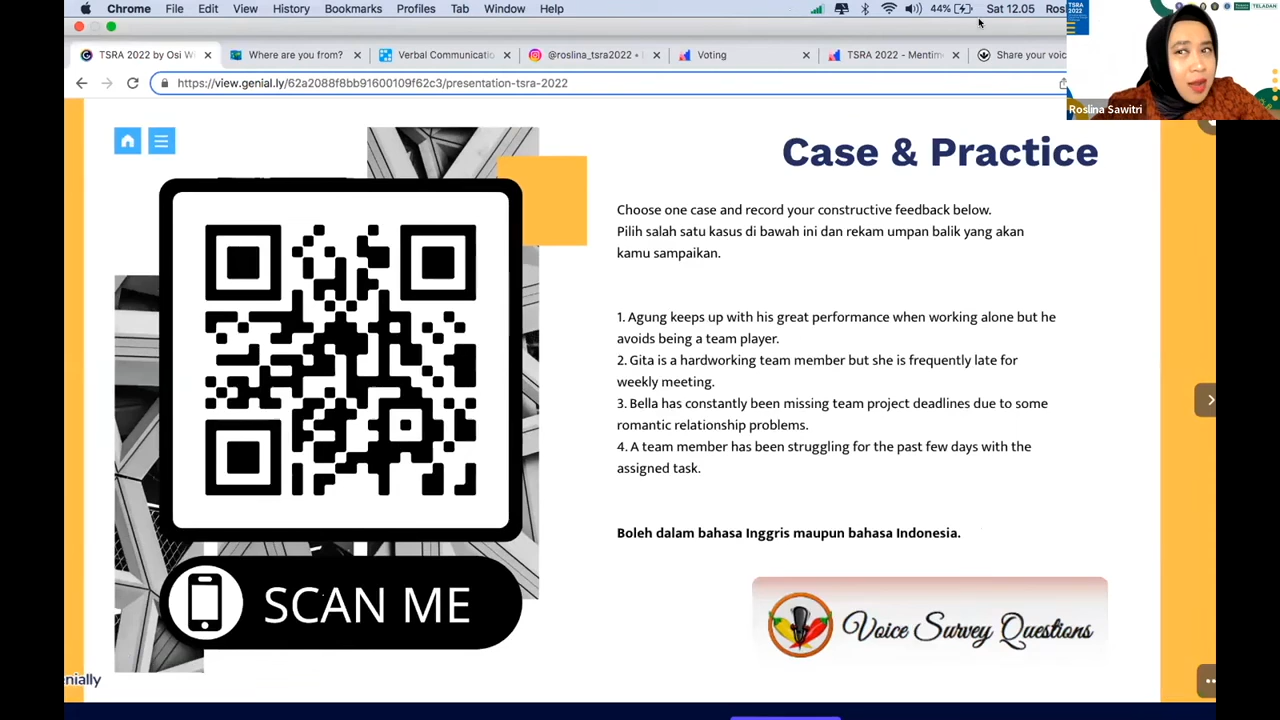 Chrome File Edit View History Bookmarks Profiles Tab Window Help 44% Sat 12.05 Ros
TSRA 2022 by Osi W Where are you from? Verbal Communicatio @roslina_tsra2022 - Voting TSRA 2022 - Mentim Share your voic
https://view.genial.ly/62a2088f8bb91600109f62c3/presentation-tsra-2022
TSRA
2022
TELADAN
Roslina Sawitri
Case & Practice
Choose one case and record your constructive feedback below.
Pilih salah satu kasus di bawah ini dan rekam umpan balik yang akan
kamu sampaikan.
1. Agung keeps up with his great performance when working alone but he
avoids being a team player.
2. Gita is a hardworking team member but she is frequently late for
weekly meeting.
3. Bella has constantly been missing team project deadlines due to some
romantic relationship problems.
4. A team member has been struggling for the past few days with the
assigned task.
Boleh dalam bahasa Inggris maupun bahasa Indonesia.
SCAN ME
Voice Survey Questions
enially